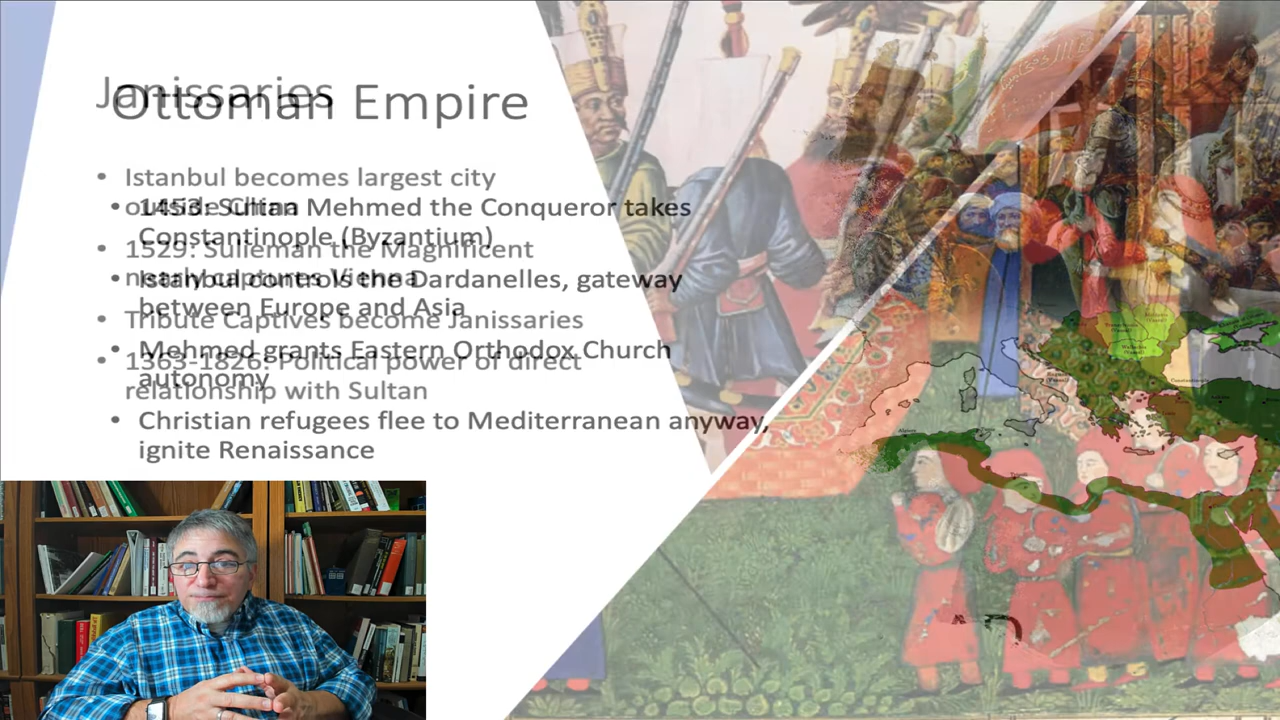 Janissaries
Ottoman Empire
• Istanbul becomes largest city
outside China
• 1453: Sultan Mehmed the Conqueror takes
Constantinople (Byzantium)
• 1529: Sulieman the Magnificent
nearly captures Vienna
• Istanbul controls the Dardanelles, gateway
between Europe and Asia
• Tribute Captives become Janissaries
• Mehmed grants Eastern Orthodox Church
autonomy
• 1363-1826: Political power of direct
relationship with Sultan
• Christian refugees flee to Mediterranean anyway,
ignite Renaissance